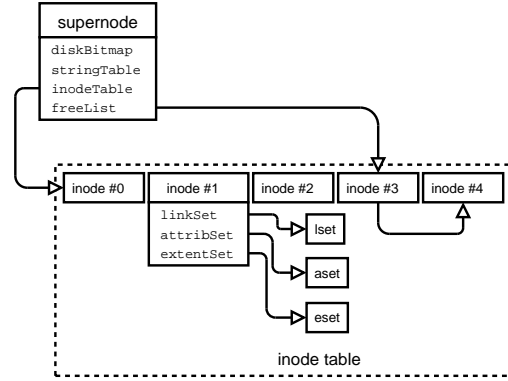 supernode
diskBitmap
stringTable
inodeTable
freeList
inode #0
inode #1
inode #2
inode #3
inode #4
linkSet
attribSet
extentSet
lset
aset
eset
inode table